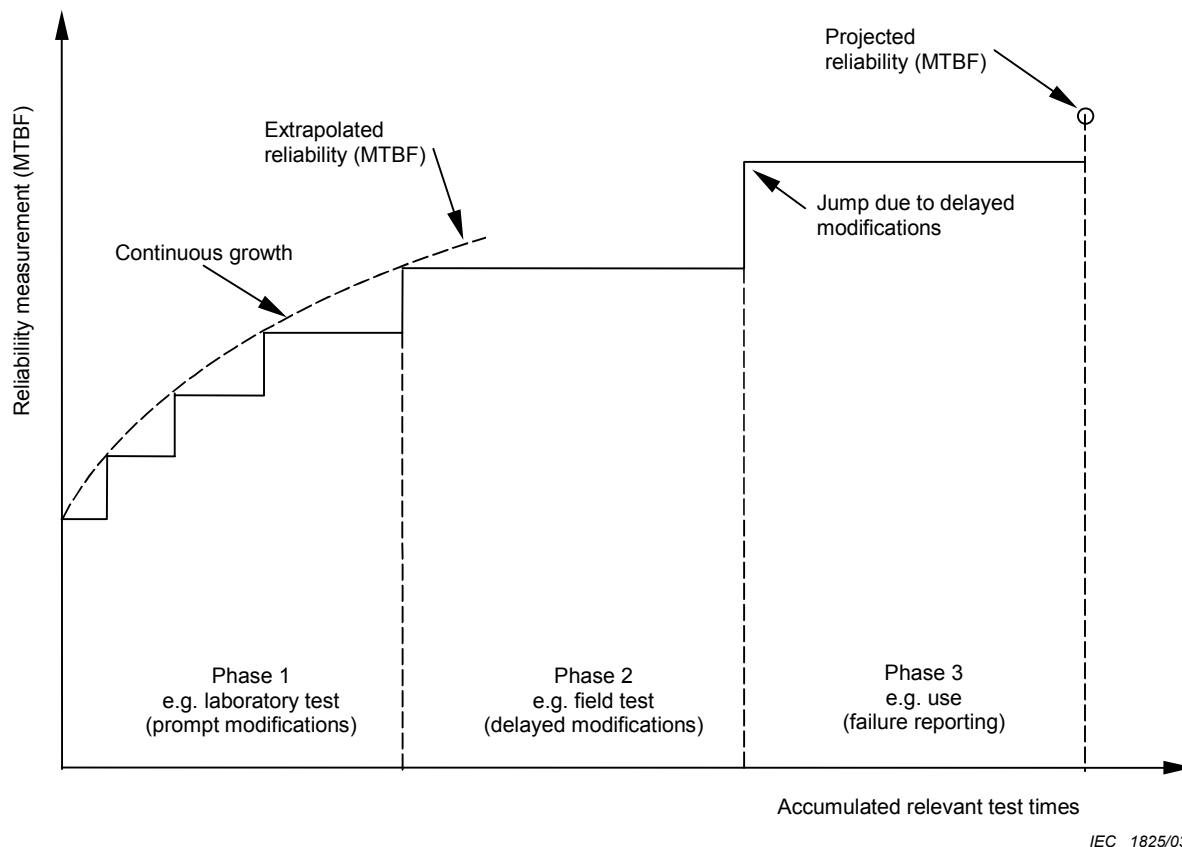 Projected
reliability (MTBF)
Extrapolated
reliability (MTBF)
Continuous growth
Jump due to delayed
modifications
Reliability measurement (MTBF)
Phase 1
e.g. laboratory test
(prompt modifications)
Phase 2
e.g. field test
(delayed modifications)
Phase 3
e.g. use
(failure reporting)
Accumulated relevant test times
IEC 1825/03